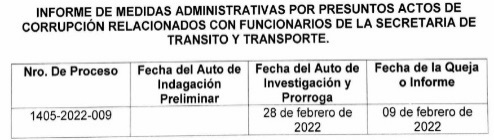 INFORME DE MEDIDAS ADMINISTRATIVAS POR PRESUNTOS ACTOS DE
CORRUPCIÓN RELACIONADOS CON FUNCIONARIOS DE LA SECRETARIA DE
TRANSITO Y TRANSPORTE.
Nro. De Proceso
Fecha del Auto de
Indagación
Preliminar
Fecha del Auto de
Investigación y
Prorroga
Fecha de la Queja
o Informe
1405-2022-009
28 de febrero de
2022
09 de febrero de
2022